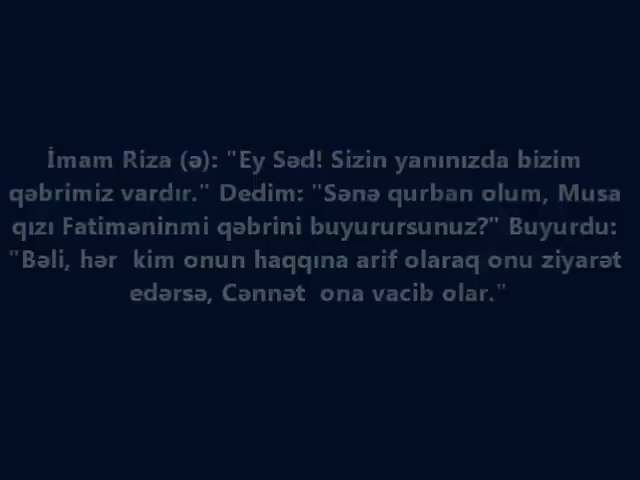 İmam Riza (ə): "Ey Səd! Sizin yanınızda bizim
qəbrimiz vardır." Dedim: "Sənə qurban olum, Musa
qızı Fatiməninmi qəbrini buyurursunuz?" Buyurdu:
"Bəli, hər kim onun haqqına arif olaraq onu ziyarət
edərsə, Cənnət ona vacib olar."